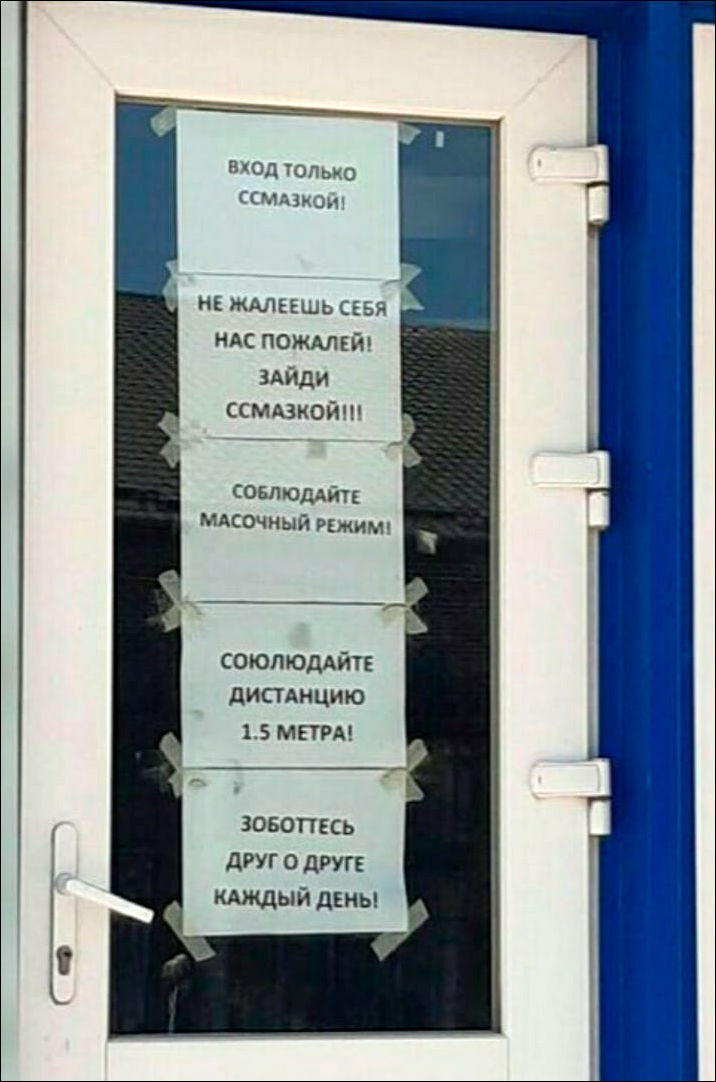 ВХОД ТОЛЬКО
ССМАЗКОЙ!
НЕ ЖАЛЕЕШЬ СЕБЯ
НАС ПОЖАЛЕЙ!
ЗАЙДИ
ССМАЗКОЙ!!!
СОБЛЮДАЙТЕ
МАСОЧНЫЙ РЕЖИМ!
СОЮЛЮДАЙТЕ
ДИСТАНЦИЮ
1.5 МЕТРА!
ЗОБОТТЕСЬ
ДРУГ О ДРУГЕ
КАЖДЫЙ ДЕНЬ!